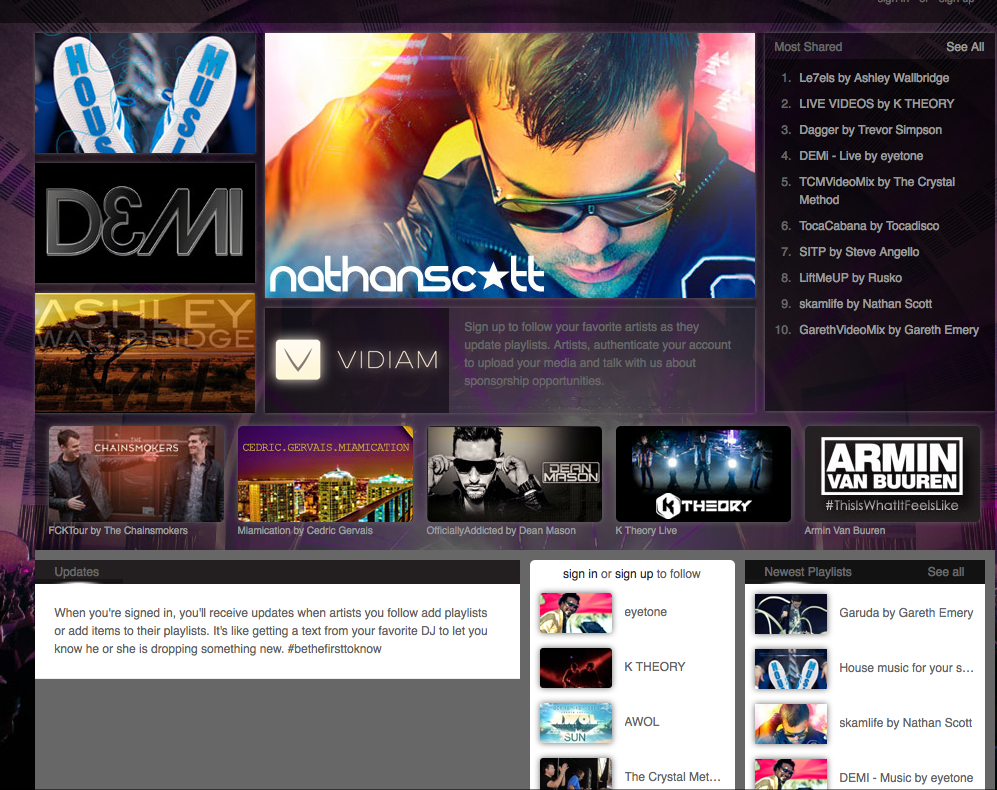 sign in or sign up
HOUSE
MUSIC
DEMI
ASHLEY
WALLBRIDGE
nathansc★tt
VIDIAM
Sign up to follow your favorite artists as they
update playlists. Artists, authenticate your account
to upload your media and talk with us about
sponsorship opportunities.
Most Shared See All
1. Le7els by Ashley Wallbridge
2. LIVE VIDEOS by K THEORY
3. Dagger by Trevor Simpson
4. DEMi - Live by eyetone
5. TCMVideoMix by The Crystal
Method
6. TocaCabana by Tocadisco
7. SITP by Steve Angello
8. LiftMeUP by Rusko
9. skamlife by Nathan Scott
10. GarethVideoMix by Gareth Emery
THE
CHAINSMOKERS
FCKTour by The Chainsmokers
CEDRIC.GERVAIS.MIAMICATION
Miamication by Cedric Gervais
DEAN
MASON
OfficiallyAddicted by Dean Mason
K THEORY
K Theory Live
ARMIN
VAN BUUREN
#ThisIsWhatItFeelsLike
Armin Van Buuren
Updates
When you're signed in, you'll receive updates when artists you follow add playlists
or add items to their playlists. It's like getting a text from your favorite DJ to let you
know he or she is dropping something new. #bethefirsttoknow
sign in or sign up to follow
eyetone
K THEORY
AWOL
SUN
AWOL
The Crystal Met...
Newest Playlists See all
Garuda by Gareth Emery
House music for your s...
skamlife by Nathan Scott
DEMI - Music by eyetone